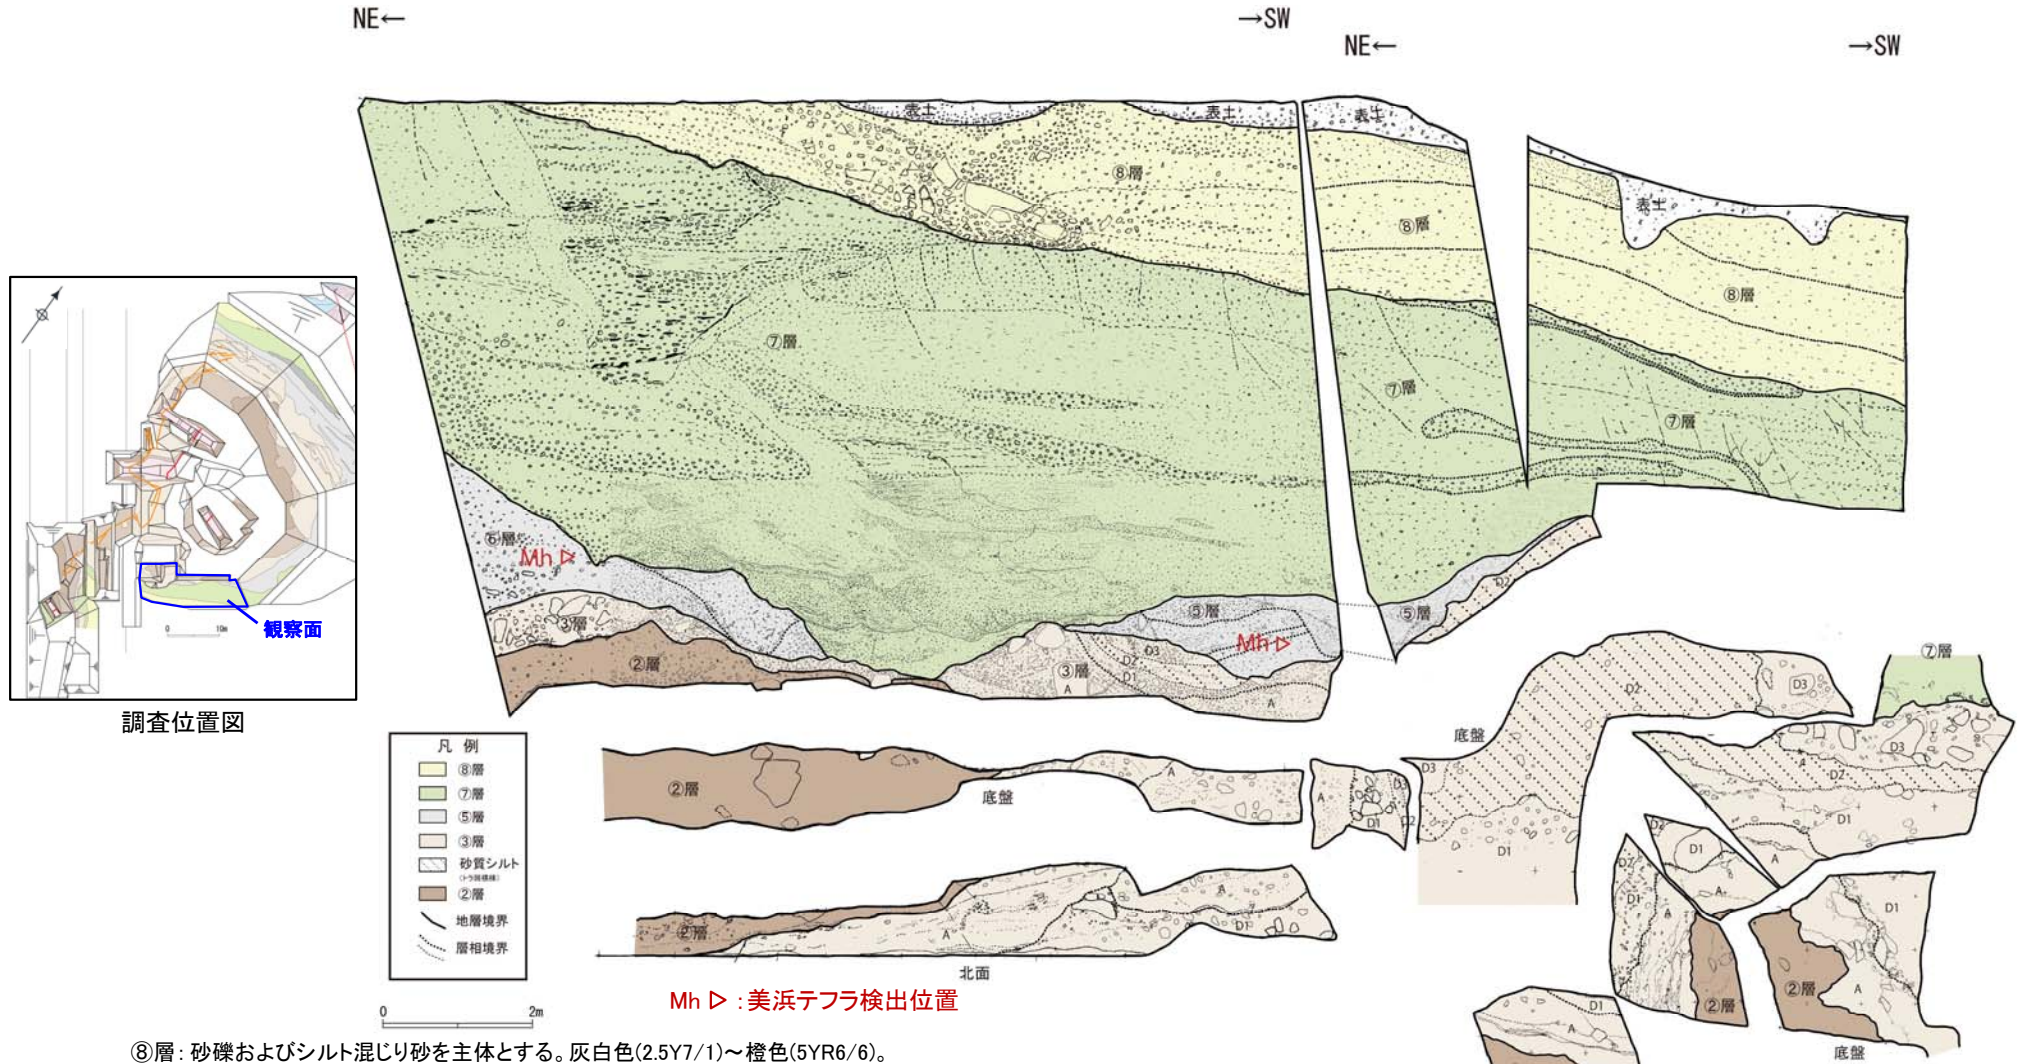 NE← →SW
NE← →SW
表土 表土 表土
表土
⑧層
⑧層
⑧層
⑦層
⑦層
⑦層
⑥層
Mh ▷
③層
②層
⑤層
Mh ▷
③層
A
D3
D2
D1
A
⑤層
D2
観察面
0 10m
調査位置図
凡 例
⑧層
⑦層
⑤層
③層
砂質シルト
②層
地層境界
層相境界
0 2m
②層
底盤
A
A
D1
D3
D2
底盤
D3
D2
D3
D1
⑦層
D3
A
D2
D1
A
D2
D1
A
D2
D1
A
②層
②層
A
D1
底盤
D1
A
②層
A
A
D1
北面
Mh ▷ : 美浜テフラ検出位置
⑧層: 砂礫およびシルト混じり砂を主体とする。灰白色(2.5Y7/1)～橙色(5YR6/6)。